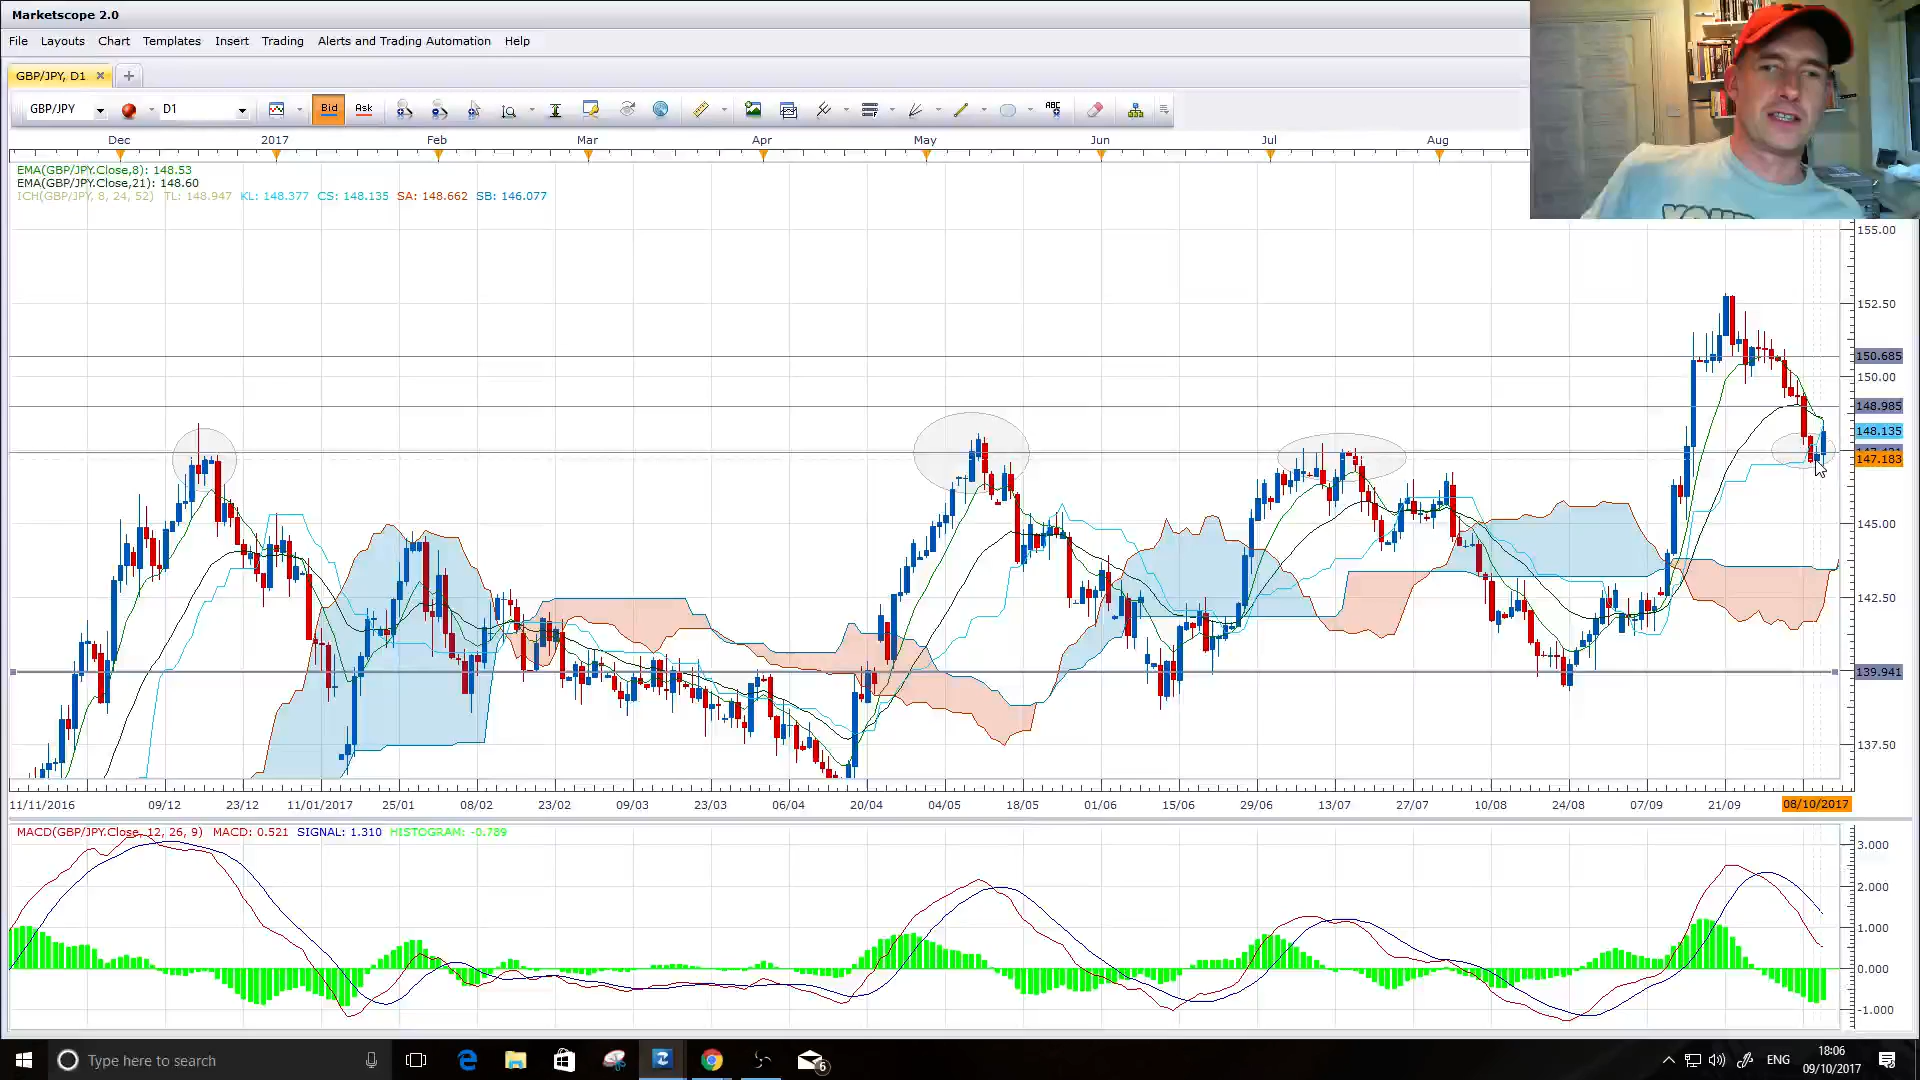 Marketscope 2.0
File Layouts Chart Templates Insert Trading Alerts and Trading Automation Help
GBP/JPY, D1
GBP/JPY D1 Bid Ask ABC
Dec 2017 Feb Mar Apr May Jun Jul Aug
EMA(GBP/JPY.Close,8): 148.53
EMA(GBP/JPY.Close,21): 148.60
ICH(GBP/JPY, 8, 24, 52) TL: 148.947 KL: 148.377 CS: 148.135 SA: 148.662 SB: 146.077
155.00
152.50
150.685
150.00
148.985
148.135
147.183
145.00
142.50
139.941
137.50
11/11/2016 09/12 23/12 11/01/2017 25/01 08/02 23/02 09/03 23/03 06/04 20/04 04/05 18/05 01/06 15/06 29/06 13/07 27/07 10/08 24/08 07/09 21/09 08/10/2017
MACD(GBP/JPY.Close, 12, 26, 9) MACD: 0.521 SIGNAL: 1.310 HISTOGRAM: -0.789
3.000
2.000
1.000
0.000
-1.000
Type here to search
6
ENG
18:06
09/10/2017